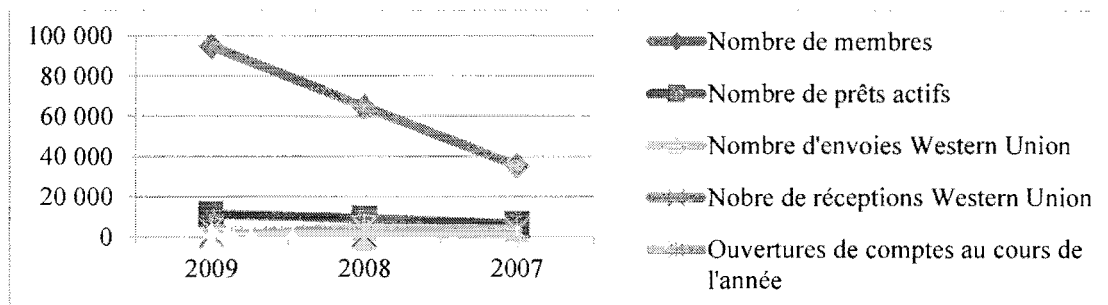 100 000
80 000
60 000
40 000
20 000
0
2009 2008 2007
Nombre de membres
Nombre de prêts actifs
Nombre d'envoies Western Union
Nobre de réceptions Western Union
Ouvertures de comptes au cours de
l'année